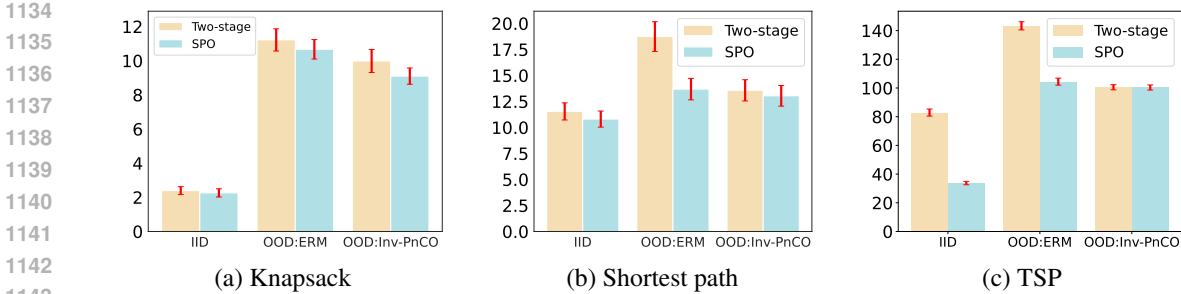 1134
1135
1136
1137
1138
1139
1140
1141
1142
12
10
8
6
4
2
0
Two-stage
SPO
IID
OOD:ERM
OOD:Inv-PnCO
(a) Knapsack
20.0
17.5
15.0
12.5
10.0
7.5
5.0
2.5
0.0
Two-stage
SPO
IID
OOD:ERM
OOD:Inv-PnCO
(b) Shortest path
140
120
100
80
60
40
20
0
Two-stage
SPO
IID
OOD:ERM
OOD:Inv-PnCO
(c) TSP